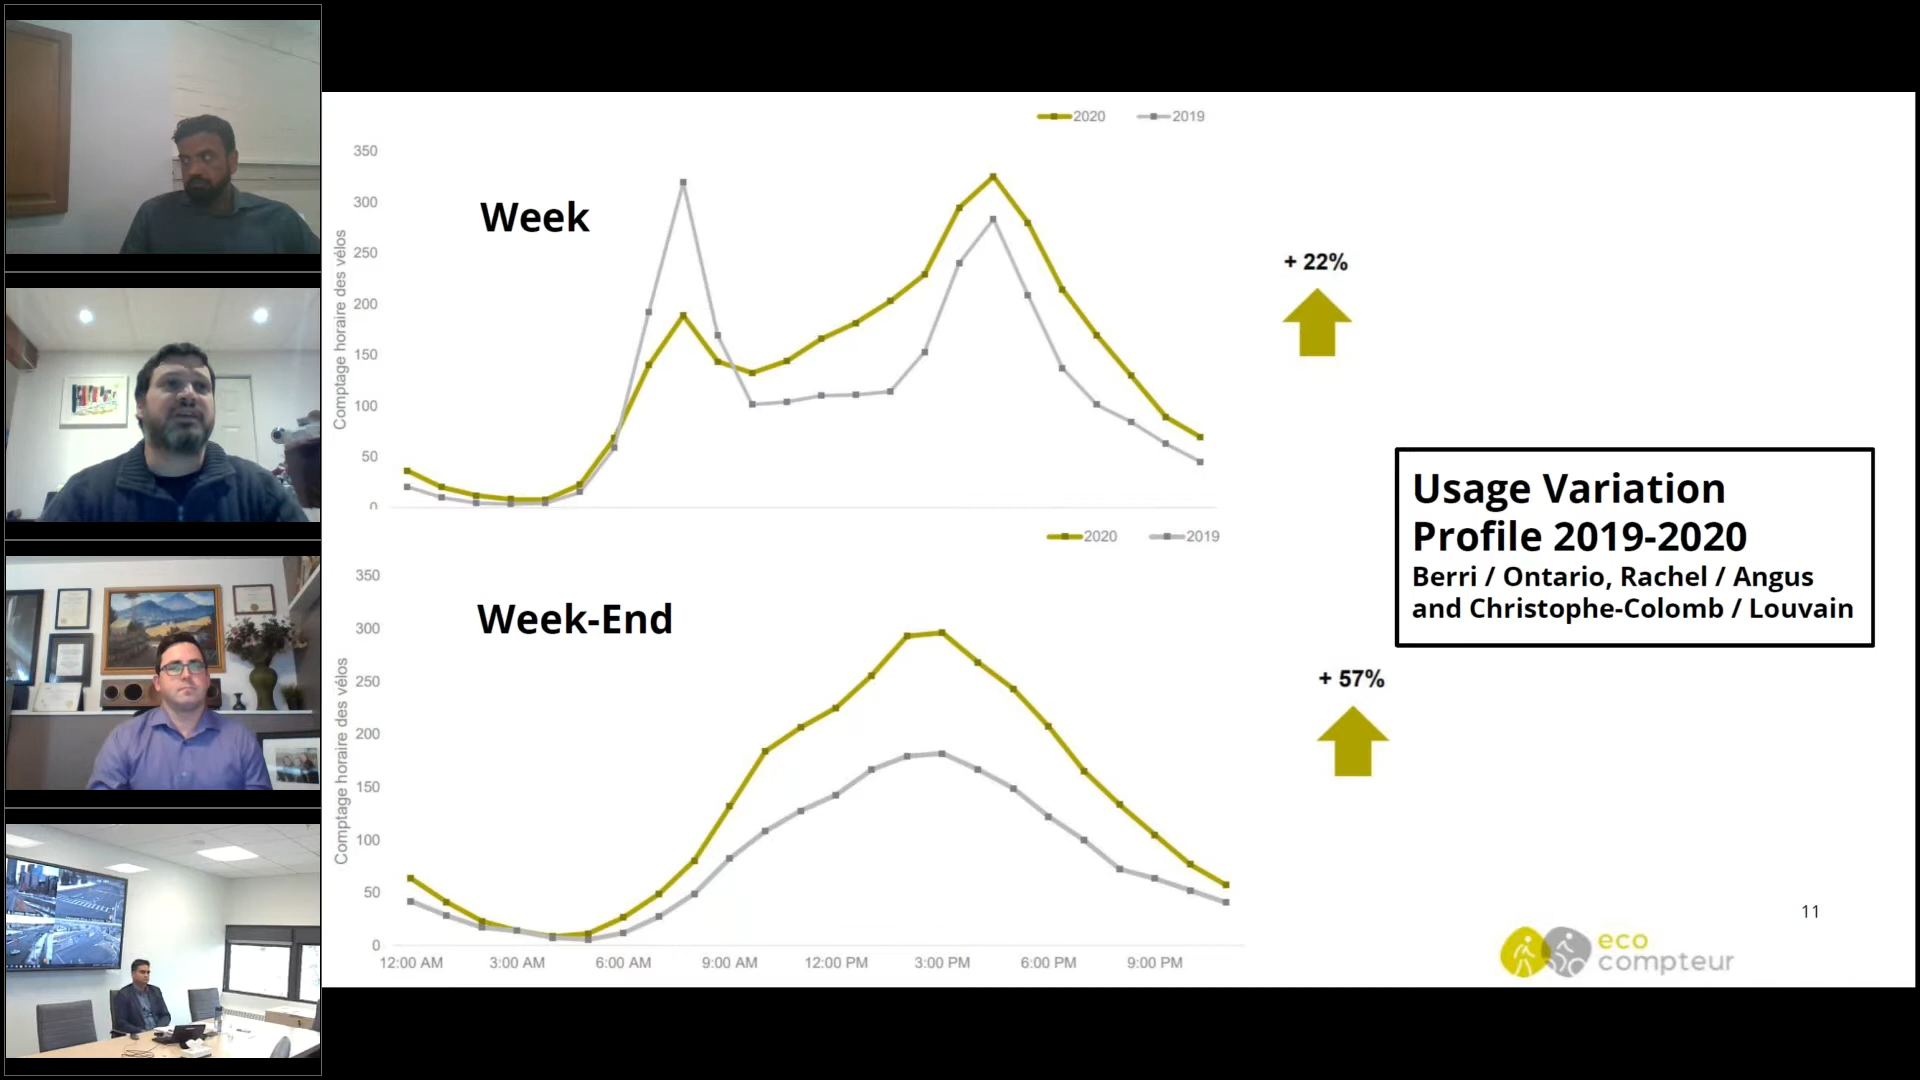 2020 2019
350
300
250
200
150
100
50
0
Comptage horaire des vélos
Week
+ 22%
2020 2019
350
300
250
200
150
100
50
0
Comptage horaire des vélos
Week-End
+ 57%
12:00 AM 3:00 AM 6:00 AM 9:00 AM 12:00 PM 3:00 PM 6:00 PM 9:00 PM
Usage Variation
Profile 2019-2020
Berri / Ontario, Rachel / Angus
and Christophe-Colomb / Louvain
11
eco
compteur